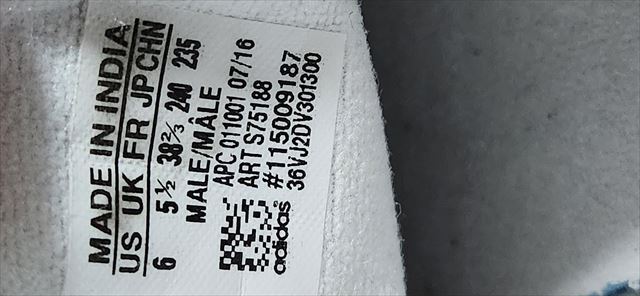 MADE IN INDIA
US UK FR JP CHN
6 5½ 38⅔ 240 235
MALE/MÂLE
APC 011001 07/16
ART S75188
#115009187
adidas 36VJ2DV301300